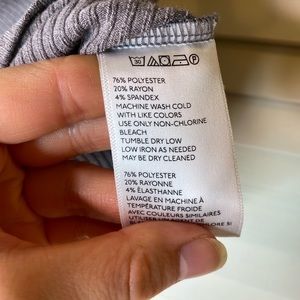 30 P
76% POLYESTER
20% RAYON
4% SPANDEX
MACHINE WASH COLD
WITH LIKE COLORS
USE ONLY NON-CHLORINE
BLEACH
TUMBLE DRY LOW
LOW IRON AS NEEDED
MAY BE DRY CLEANED
76% POLYESTER
20% RAYONNE
4% ÉLASTHANNE
LAVAGE EN MACHINE À
TEMPÉRATURE FROIDE
AVEC COULEURS SIMILAIRES